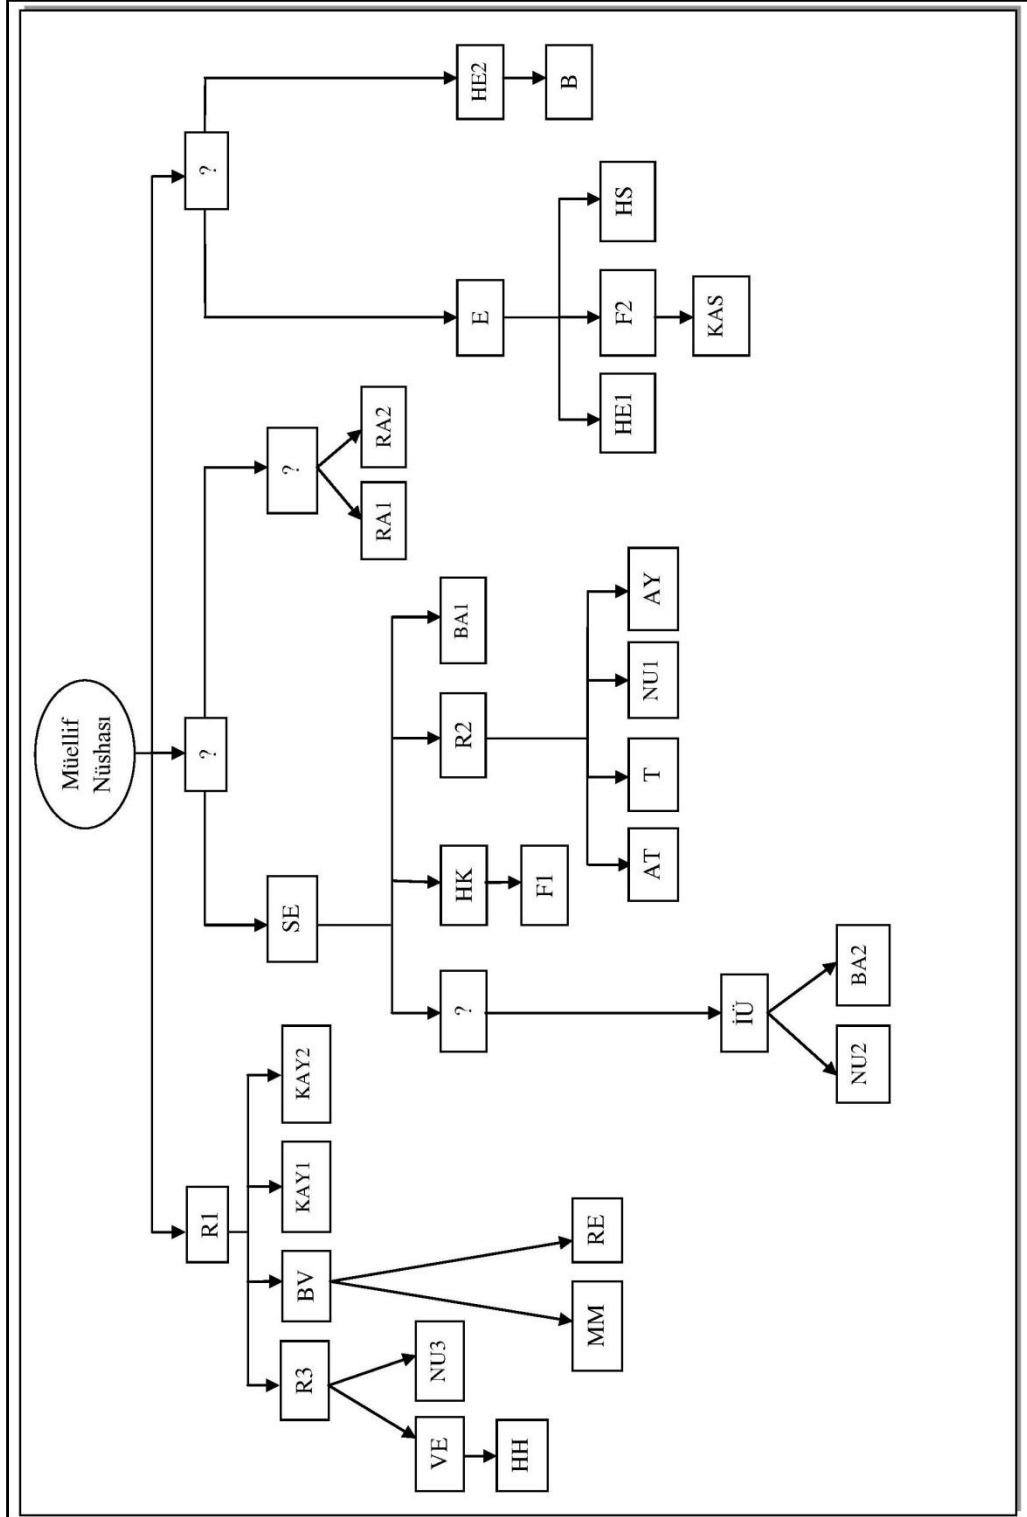 Müellif
Nüshası
R1
?
?
R3
BV
KAY1
KAY2
SE
?
VE
NU3
?
HK
R2
BA1
RA1
RA2
E
HE2
HH
F1
B
MM
RE
AT
T
NU1
AY
HE1
F2
HS
İÜ
KAS
NU2
BA2